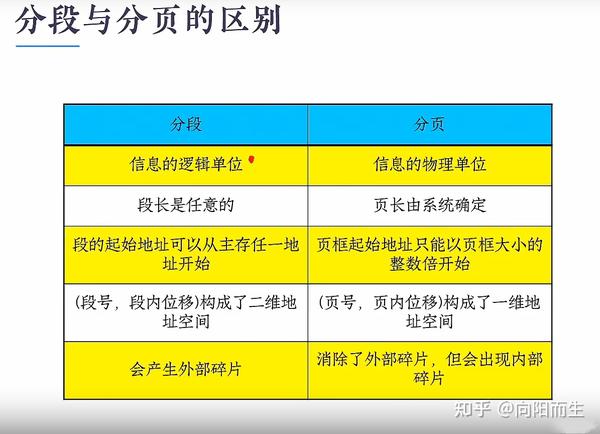 分段与分页的区别
分段
分页
信息的逻辑单位
信息的物理单位
段长是任意的
页长由系统确定
段的起始地址可以从主存任一地
址开始
页框起始地址只能以页框大小的
整数倍开始
(段号，段内位移)构成了二维地
址空间
(页号，页内位移)构成了一维地
址空间
会产生外部碎片
消除了外部碎片，但会出现内部
碎片
知乎 @向阳而生